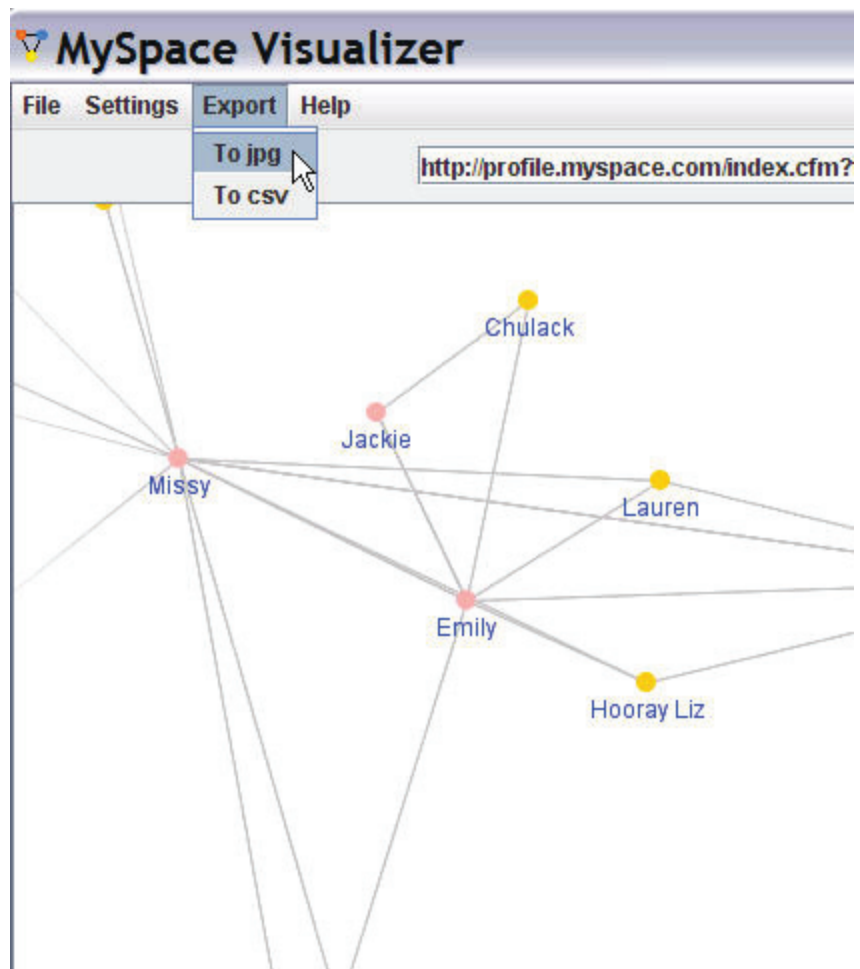 MySpace Visualizer
File Settings Export Help
To jpg
http://profile.myspace.com/index.cfm?
To csv
Chulack
Jackie
Missy
Lauren
Emily
Hooray Liz